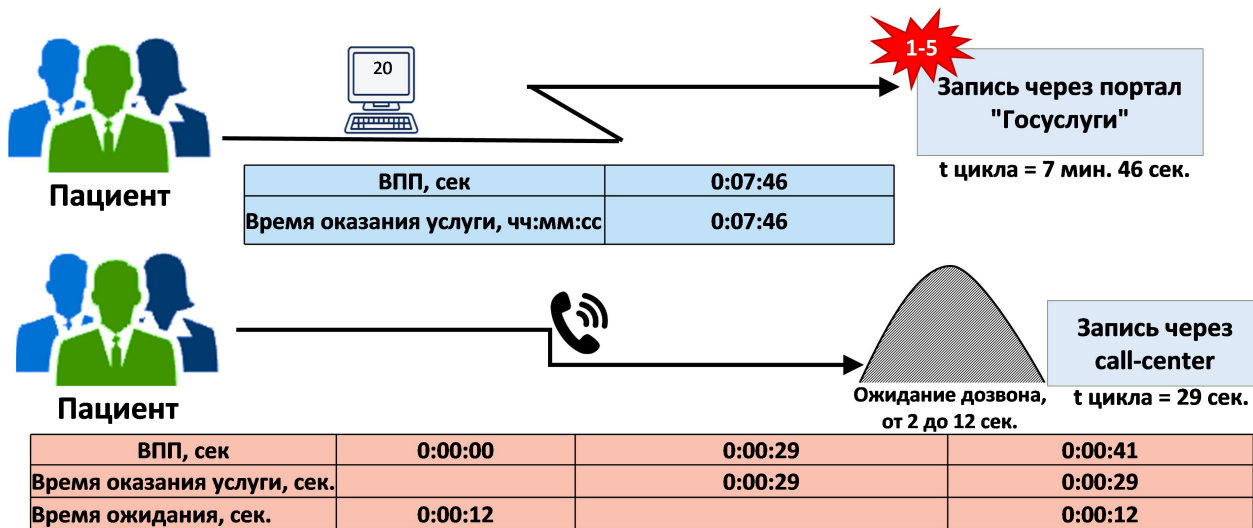 20
1-5
Запись через портал
"Госуслуги"
t цикла = 7 мин. 46 сек.
Пациент
ВПП, сек 0:07:46
Время оказания услуги, чч:мм:сс 0:07:46
Запись через
call-center
t цикла = 29 сек.
Ожидание дозвона,
от 2 до 12 сек.
Пациент
ВПП, сек 0:00:00 0:00:29 0:00:41
Время оказания услуги, сек. 0:00:29 0:00:29
Время ожидания, сек. 0:00:12 0:00:12